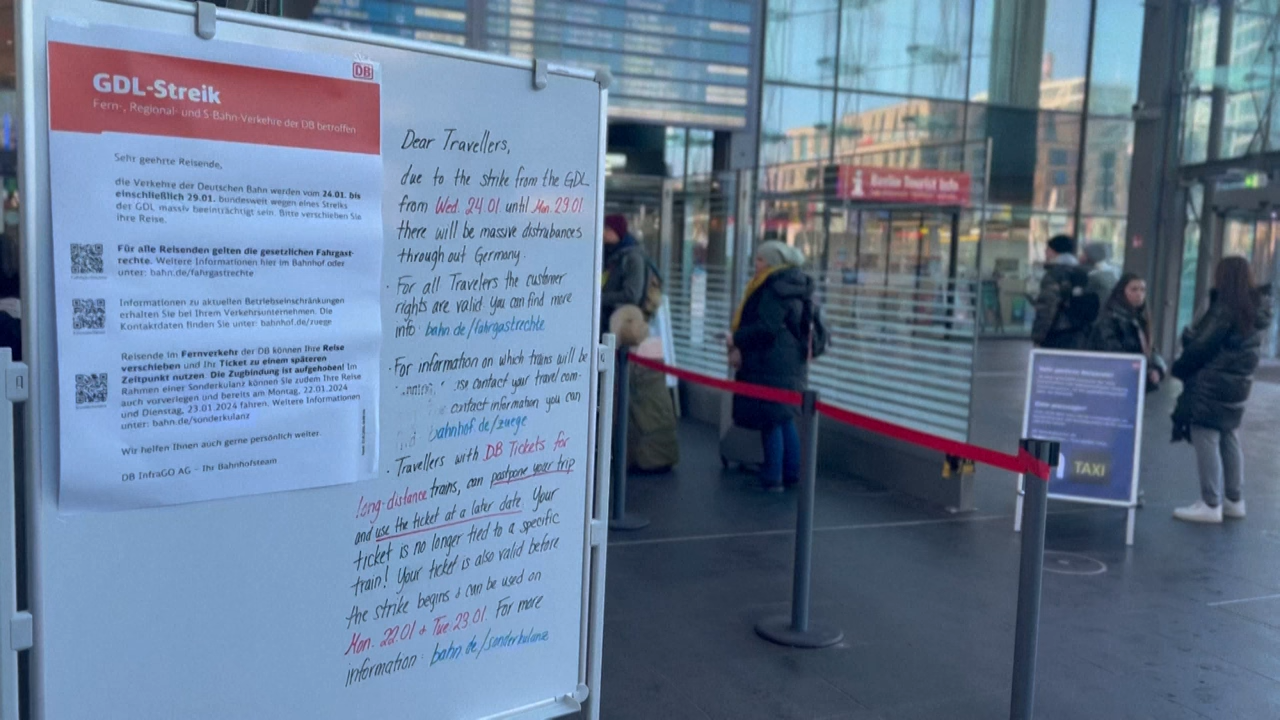 DB
GDL-Streik
Fern-, Regional- und S-Bahn-Verkehre der DB betroffen
Sehr geehrte Reisende,
die Verkehre der Deutschen Bahn werden vom 24.01. bis
einschließlich 29.01. bundesweit wegen eines Streiks
der GDL massiv beeinträchtigt sein. Bitte verschieben Sie
Ihre Reise.
Für alle Reisenden gelten die gesetzlichen Fahrgast-
rechte. Weitere Informationen hier im Bahnhof oder
unter: bahn.de/fahrgastrechte
Informationen zu aktuellen Betriebseinschränkungen
erhalten Sie bei Ihrem Verkehrsunternehmen. Die
Kontaktdaten finden Sie unter: bahnhof.de/zuege
Reisende im Fernverkehr der DB können Ihre Reise
verschieben und Ihr Ticket zu einem späteren
Zeitpunkt nutzen. Die Zugbindung ist aufgehoben! Im
Rahmen einer Sonderkulanz können Sie zudem Ihre Reise
auch vorverlegen und bereits am Montag, 22.01.2024
und Dienstag, 23.01.2024 fahren. Weitere Informationen
unter: bahn.de/sonderkulanz
Wir helfen Ihnen auch gerne persönlich weiter.
DB InfraGO AG – Ihr Bahnhofsteam
Dear Travellers,
due to the strike from the GDL
from Wed. 24.01 until Mon. 29.01
there will be massive distrubances
through out Germany.
· For all Travelers the customer
rights are valid. You can find more
info: bahn.de/fahrgastrechte
· For information on which trains will be
contact your travel com-
contact information you can
bahnhof.de/zuege
· Travellers with DB Tickets for
long-distance trains, can postpone your trip
and use the ticket at a later date. Your
ticket is no longer tied to a specific
train! Your ticket is also valid before
the strike begins & can be used on
Mon. 22.01 & Tue. 23.01. For more
information: bahn.de/sonderkulanz
i Berlin Tourist Info
TAXI